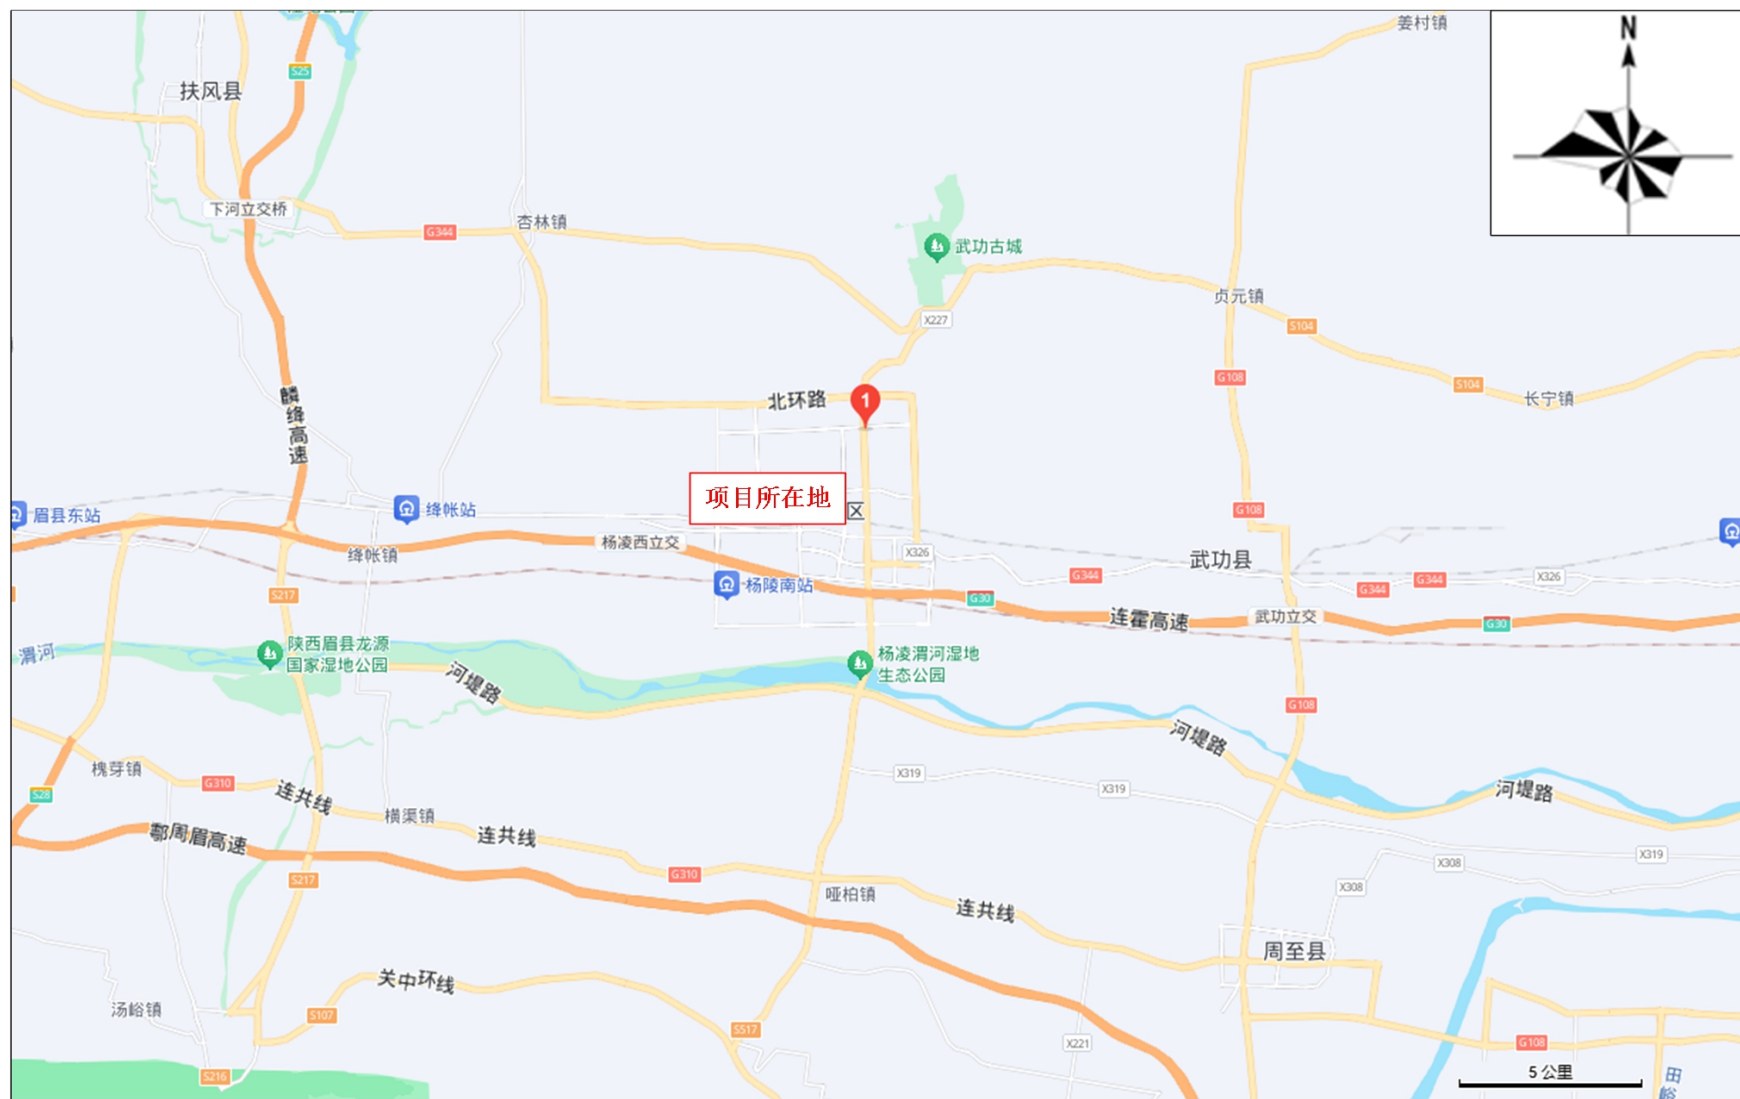 姜村镇
N
S25
扶风县
下河立交桥
G344
杏林镇
武功古城
X227
贞元镇
S104
G108
S104
长宁镇
麟绛高速
北环路
1
项目所在地
区
眉县东站
绛帐站
G108
绛帐镇
杨凌西立交
X326
武功县
G344
G344
G344
X326
杨陵南站
S217
G30
连霍高速
武功立交
G30
渭河
陕西眉县龙源
国家湿地公园
杨凌渭河湿地
生态公园
河堤路
G108
河堤路
槐芽镇
G310
S28
连共线
横渠镇
X319
X319
河堤路
鄠周眉高速
连共线
S217
G310
哑柏镇
连共线
X308
X308
X319
周至县
关中环线
汤峪镇
S107
S517
X221
G108
S216
5 公里
田峪